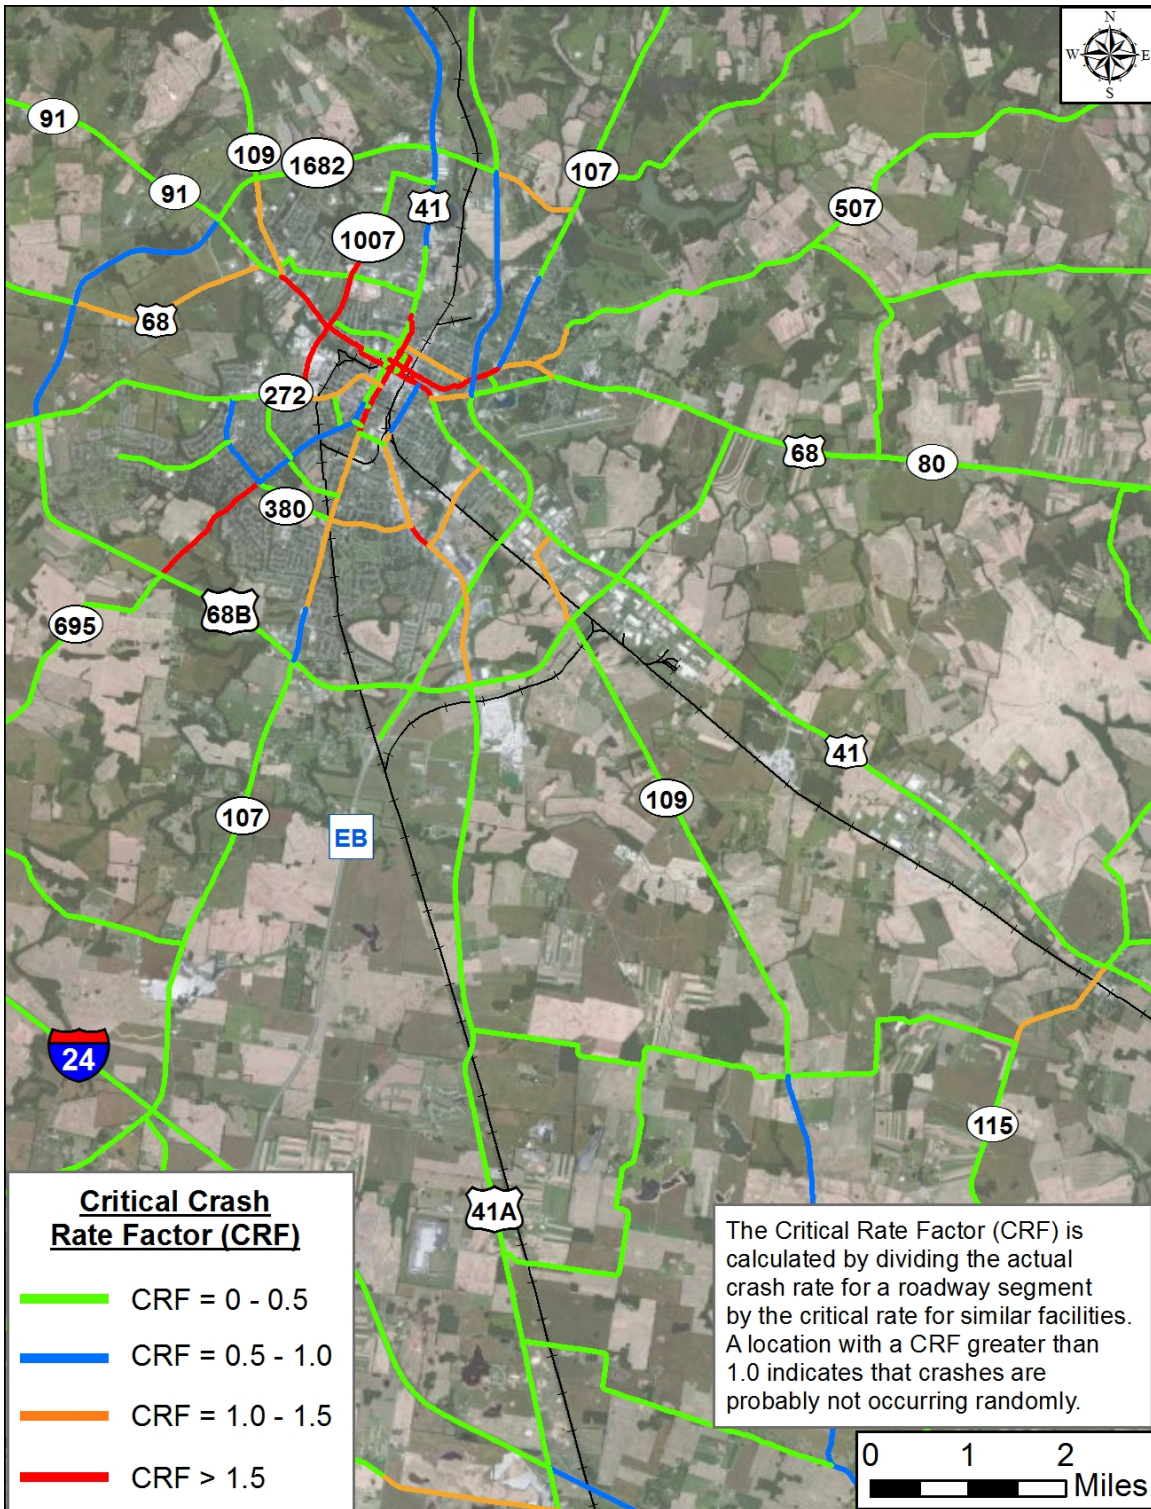 N
W E
S
91
109
1682
107
91
41
507
1007
68
272
68
80
380
68B
695
41
109
107
EB
24
115
41A
Critical Crash
Rate Factor (CRF)
CRF = 0 - 0.5
CRF = 0.5 - 1.0
CRF = 1.0 - 1.5
CRF > 1.5
The Critical Rate Factor (CRF) is
calculated by dividing the actual
crash rate for a roadway segment
by the critical rate for similar facilities.
A location with a CRF greater than
1.0 indicates that crashes are
probably not occurring randomly.
0 1 2
Miles